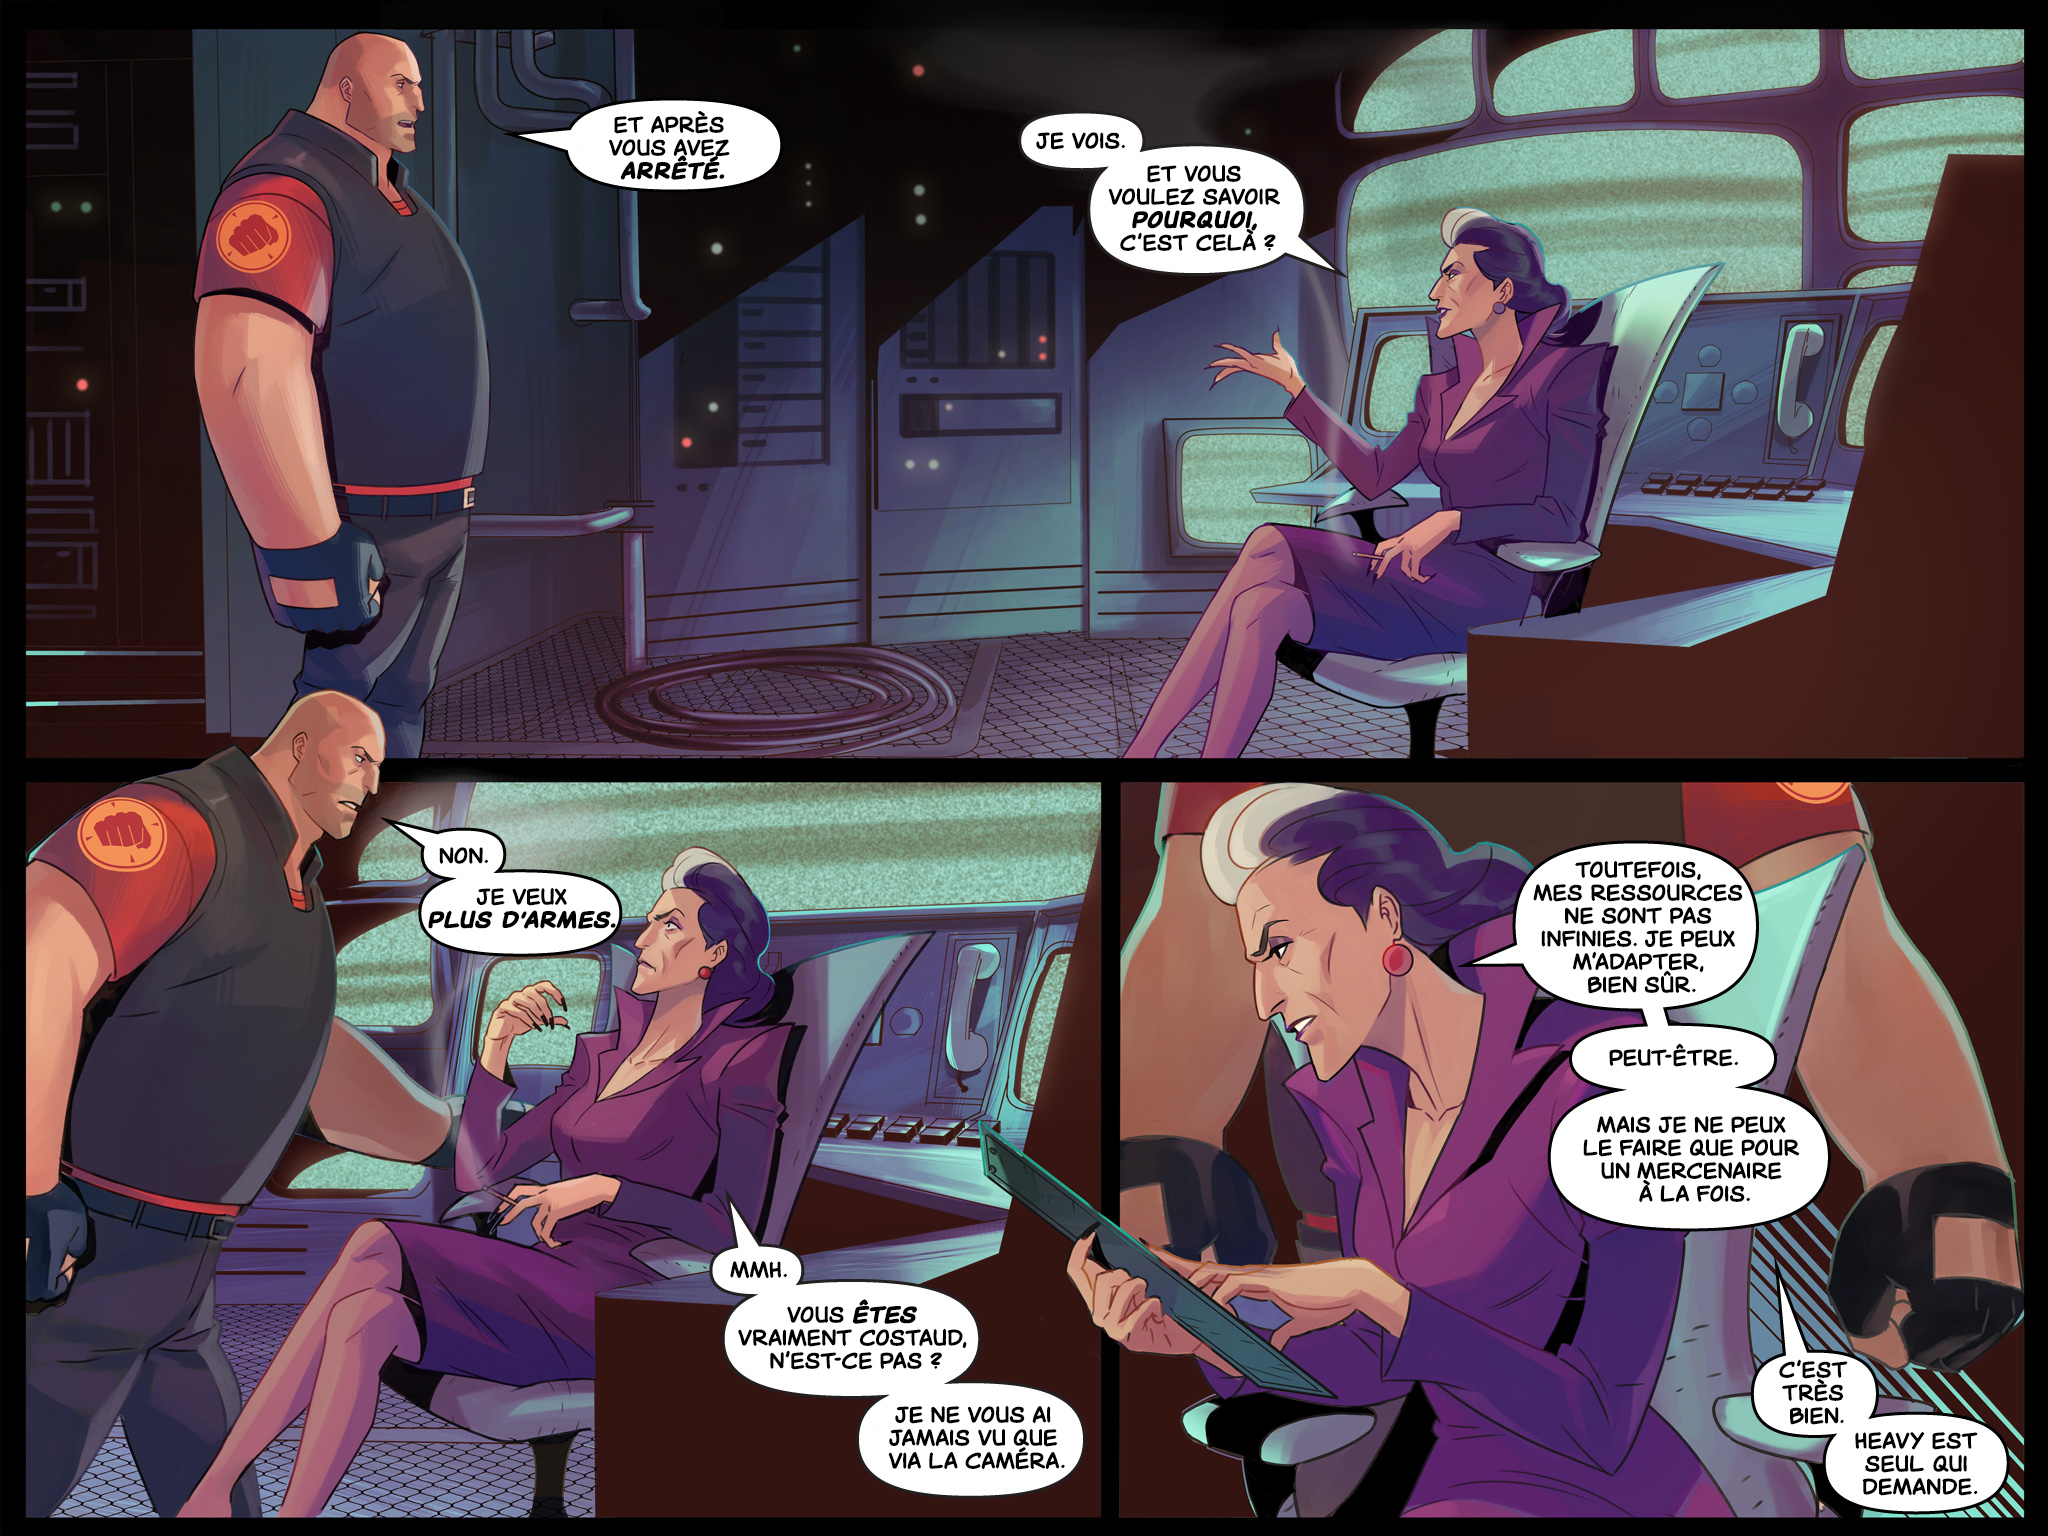 ET APRÈS
VOUS AVEZ
ARRÊTÉ.
JE VOIS.
ET VOUS
VOULEZ SAVOIR
POURQUOI,
C'EST CELÀ ?
NON.
JE VEUX
PLUS D'ARMES.
MMH.
VOUS ÊTES
VRAIMENT COSTAUD,
N'EST-CE PAS ?
JE NE VOUS AI
JAMAIS VU QUE
VIA LA CAMÉRA.
TOUTEFOIS,
MES RESSOURCES
NE SONT PAS
INFINIES. JE PEUX
M'ADAPTER,
BIEN SÛR.
PEUT-ÊTRE.
MAIS JE NE PEUX
LE FAIRE QUE POUR
UN MERCENAIRE
À LA FOIS.
C'EST
TRÈS
BIEN.
HEAVY EST
SEUL QUI
DEMANDE.